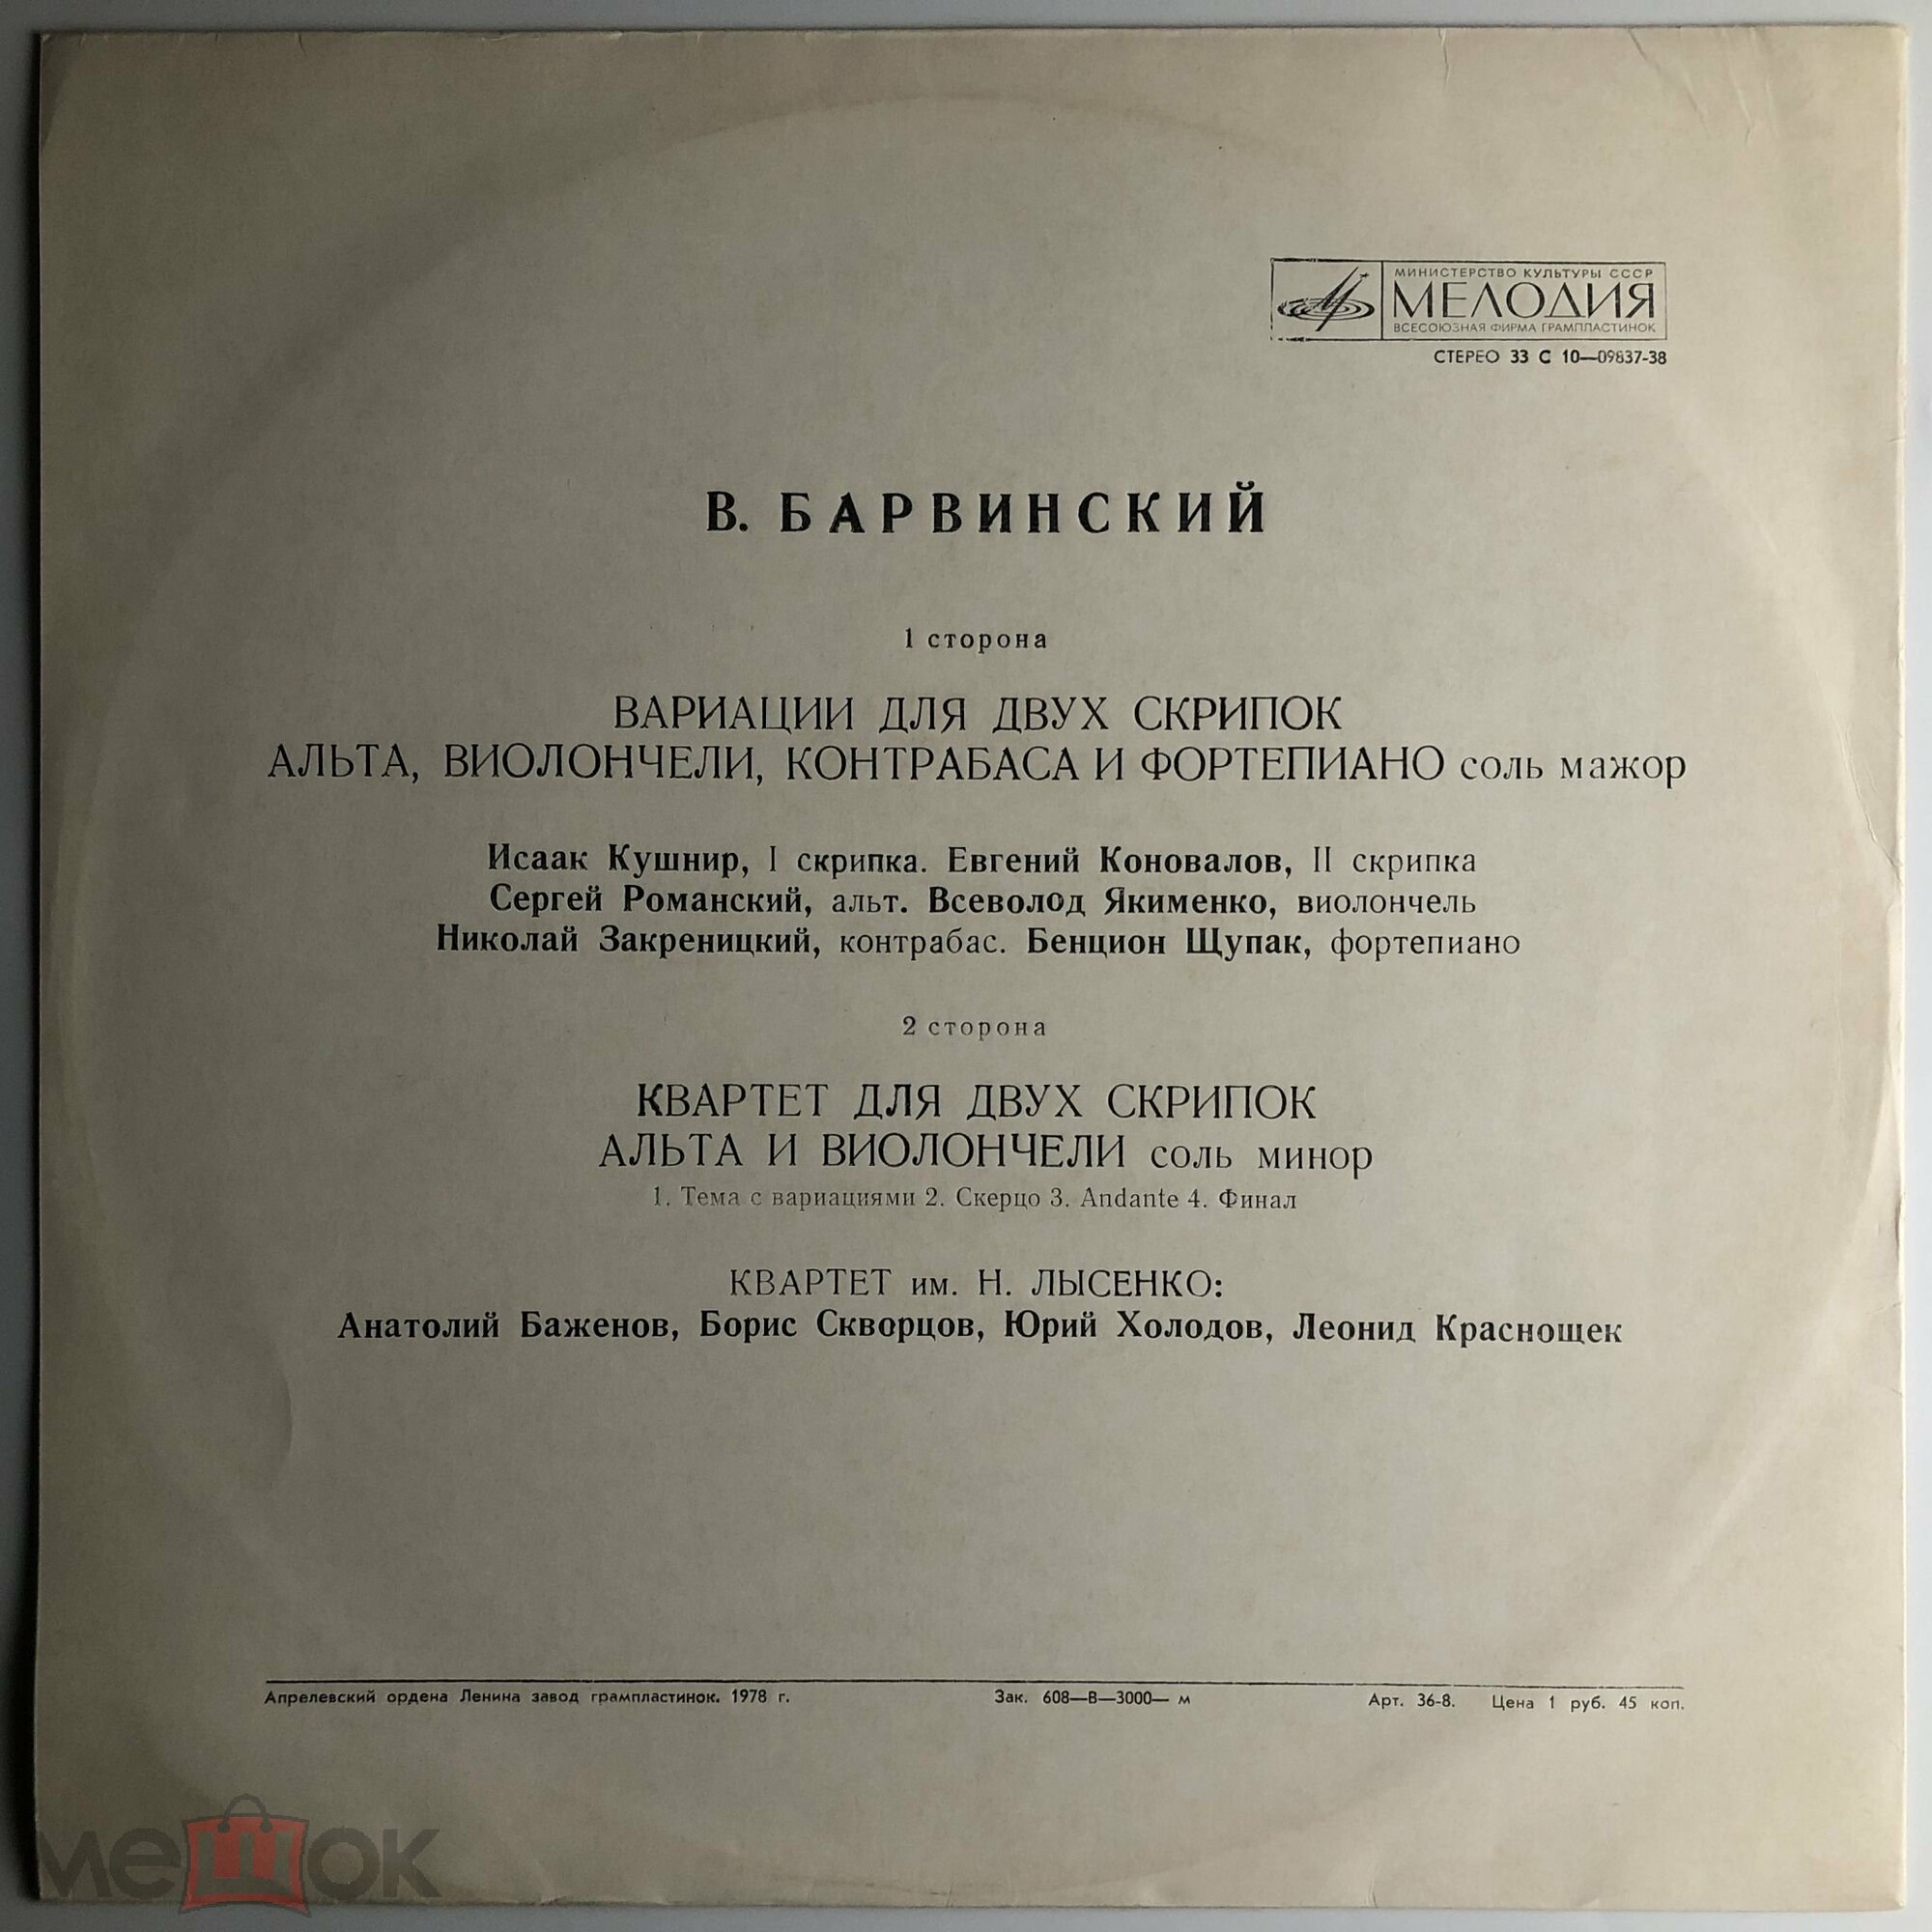 МИНИСТЕРСТВО КУЛЬТУРЫ СССР
МЕЛОДИЯ
ВСЕСОЮЗНАЯ ФИРМА ГРАМПЛАСТИНОК
СТЕРЕО 33 С 10—09837-38
В. БАРВИНСКИЙ
1 сторона
ВАРИАЦИИ ДЛЯ ДВУХ СКРИПОК
АЛЬТА, ВИОЛОНЧЕЛИ, КОНТРАБАСА И ФОРТЕПИАНО соль мажор
Исаак Кушнир, I скрипка. Евгений Коновалов, II скрипка
Сергей Романский, альт. Всеволод Якименко, виолончель
Николай Закреницкий, контрабас. Бенцион Щупак, фортепиано
2 сторона
КВАРТЕТ ДЛЯ ДВУХ СКРИПОК
АЛЬТА И ВИОЛОНЧЕЛИ соль минор
1. Тема с вариациями 2. Скерцо 3. Andante 4. Финал
КВАРТЕТ им. Н. ЛЫСЕНКО:
Анатолий Баженов, Борис Скворцов, Юрий Холодов, Леонид Краснощек
Апрелевский ордена Ленина завод грампластинок. 1978 г. Зак. 608—В—3000— м Арт. 36-8. Цена 1 руб. 45 коп.
мешок